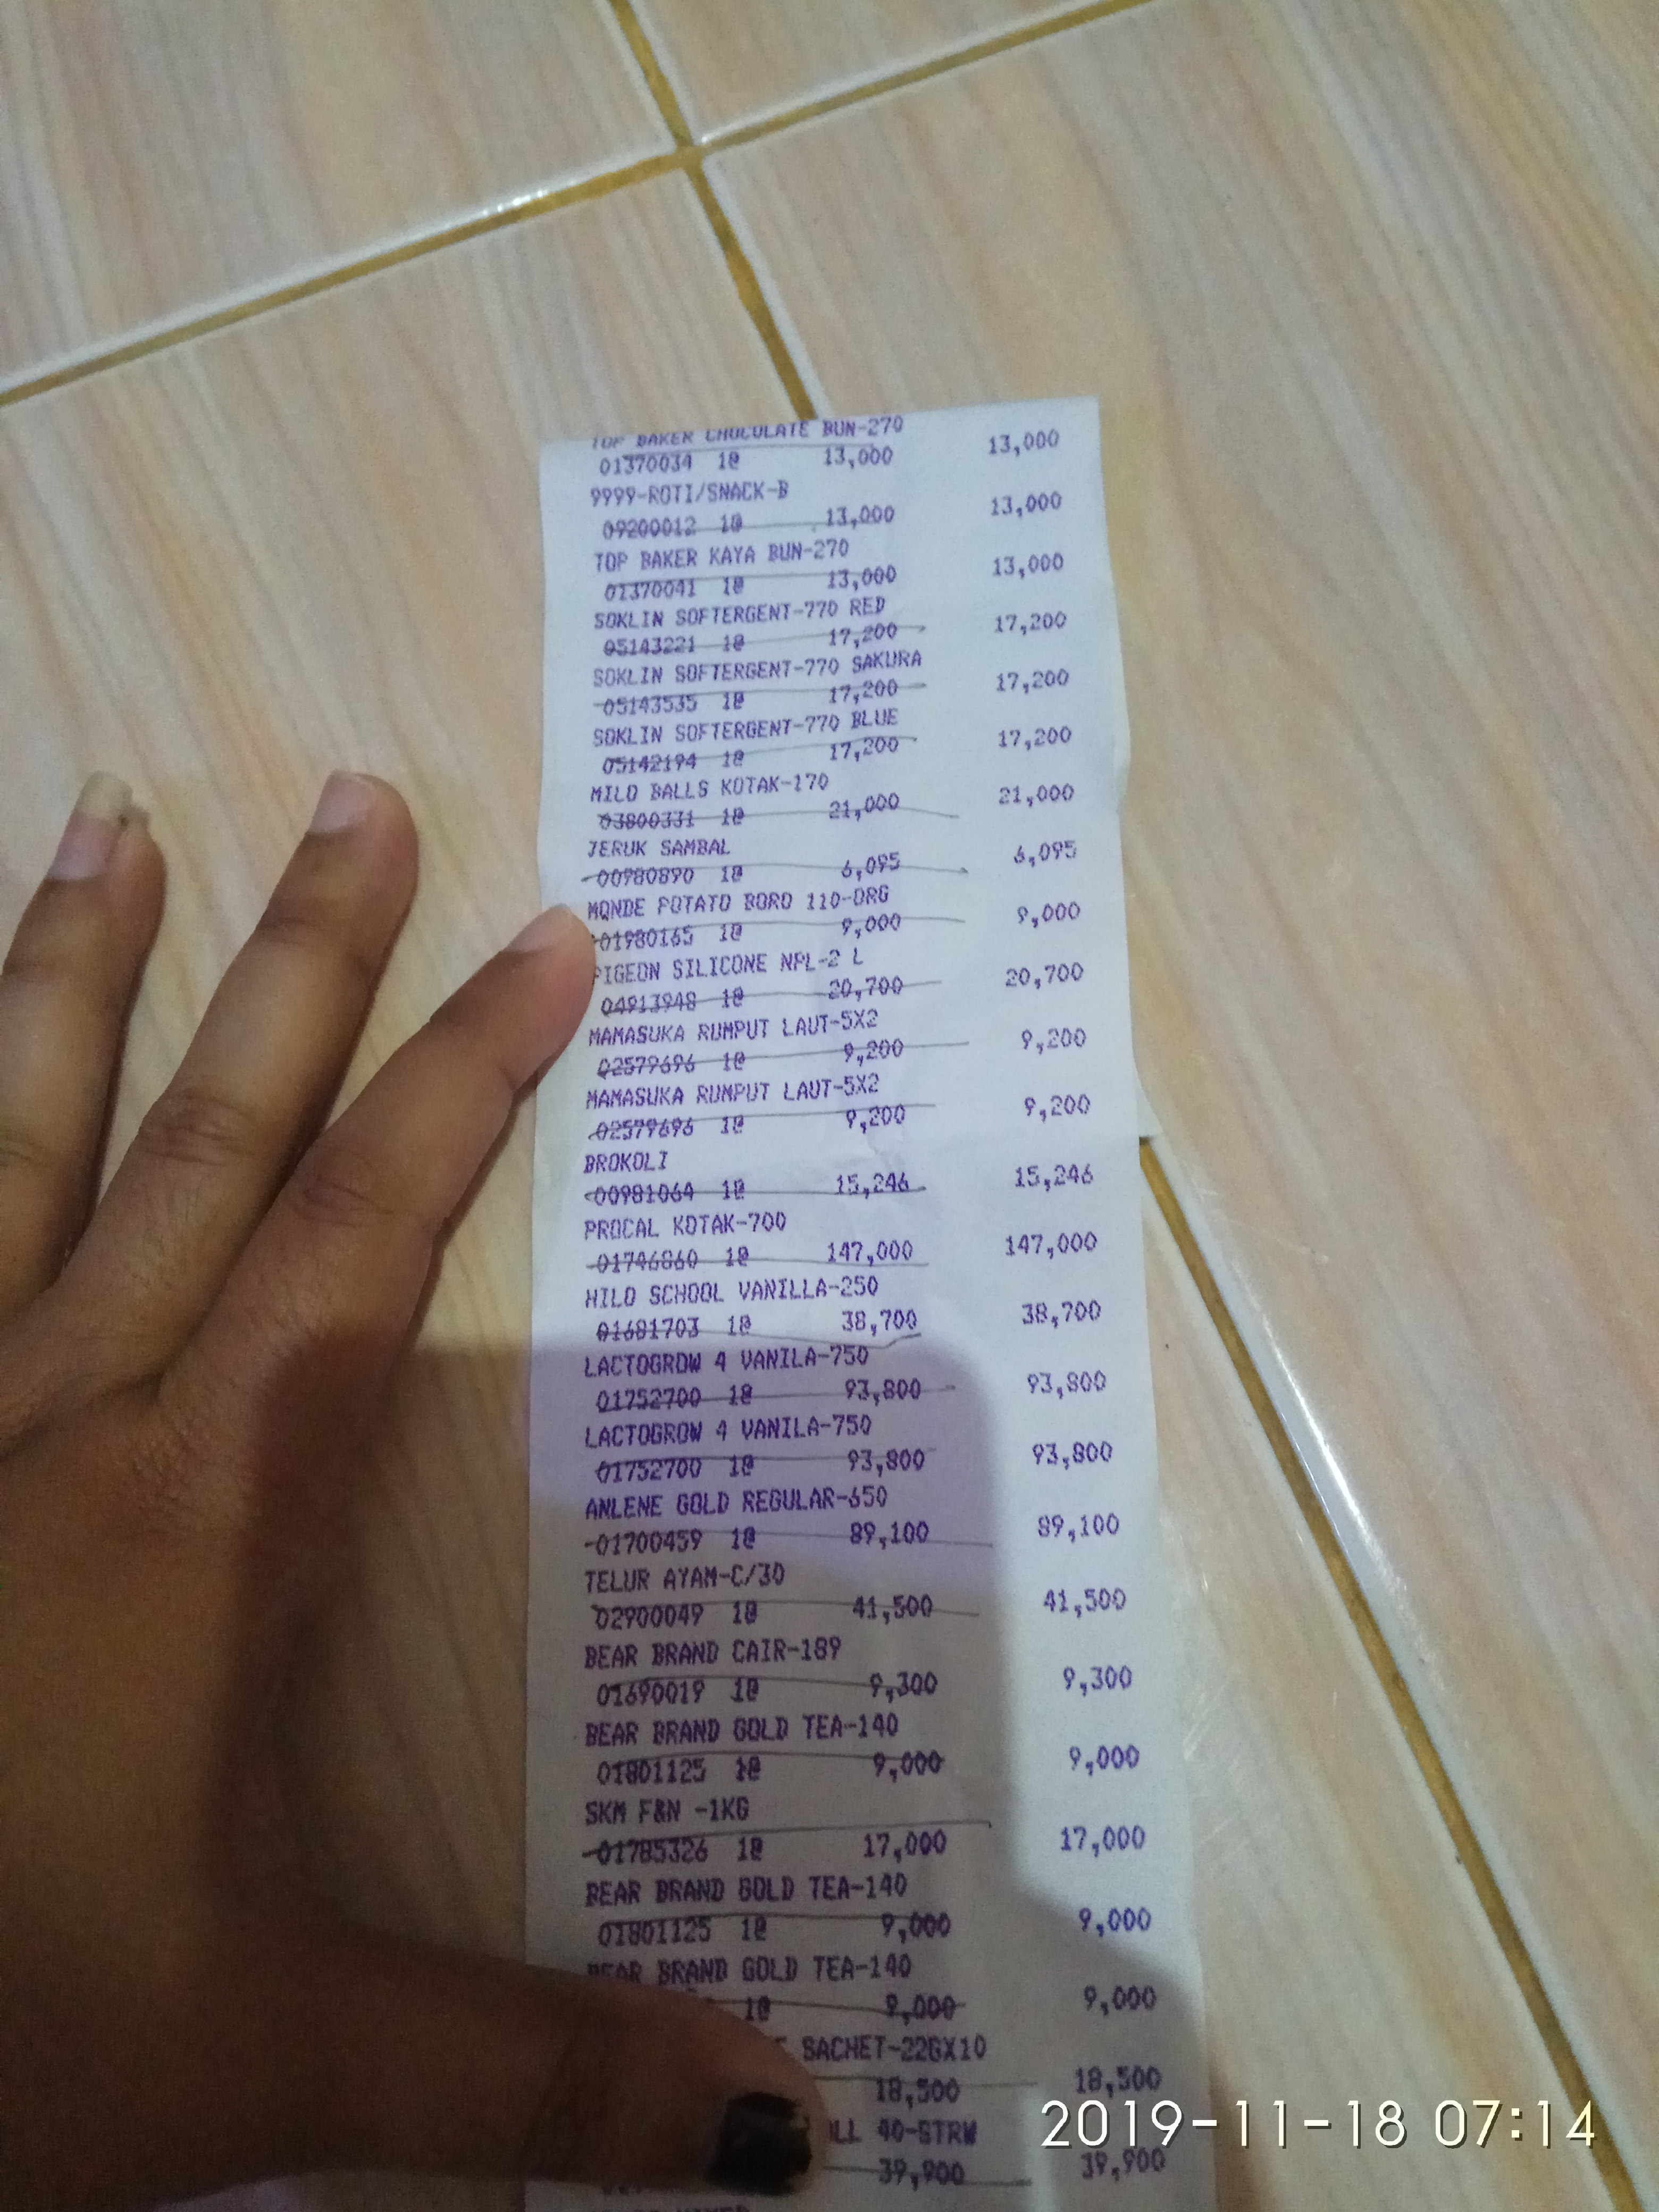 TOP BAKER CHOCOLATE BUN-270
01370034 1@ 13,000 13,000
9999-ROTI/SNACK-B
09200012 1@ 13,000 13,000
TOP BAKER KAYA BUN-270
01370041 1@ 13,000 13,000
SOKLIN SOFTERGENT-770 RED
05143221 1@ 17,200 17,200
SOKLIN SOFTERGENT-770 SAKURA
05143535 1@ 17,200 17,200
SOKLIN SOFTERGENT-770 BLUE
05142194 1@ 17,200 17,200
MILO BALLS KOTAK-170
03800331 1@ 21,000 21,000
JERUK SAMBAL
00980890 1@ 6,095 6,095
MONDE POTATO BORO 110-ORG
01980165 1@ 9,000 9,000
PIGEON SILICONE NPL-2 L
04913948 1@ 20,700 20,700
MAMASUKA RUMPUT LAUT-5X2
02579696 1@ 9,200 9,200
MAMASUKA RUMPUT LAUT-5X2
02579696 1@ 9,200 9,200
BROKOLI
00981064 1@ 15,246 15,246
PROCAL KOTAK-700
01746860 1@ 147,000 147,000
HILO SCHOOL VANILLA-250
01681703 1@ 38,700 38,700
LACTOGROW 4 VANILA-750
01752700 1@ 93,800 93,800
LACTOGROW 4 VANILA-750
01752700 1@ 93,800 93,800
ANLENE GOLD REGULAR-650
01700459 1@ 89,100 89,100
TELUR AYAM-C/30
02900049 1@ 41,500 41,500
BEAR BRAND CAIR-189
01690019 1@ 9,300 9,300
BEAR BRAND GOLD TEA-140
01801125 1@ 9,000 9,000
SKM F&N -1KG
01785326 1@ 17,000 17,000
BEAR BRAND GOLD TEA-140
01801125 1@ 9,000 9,000
BEAR BRAND GOLD TEA-140
1@ 9,000 9,000
SACHET-22GX10
18,500 18,500
40-STRW
39,900 39,900
2019-11-18 07:14